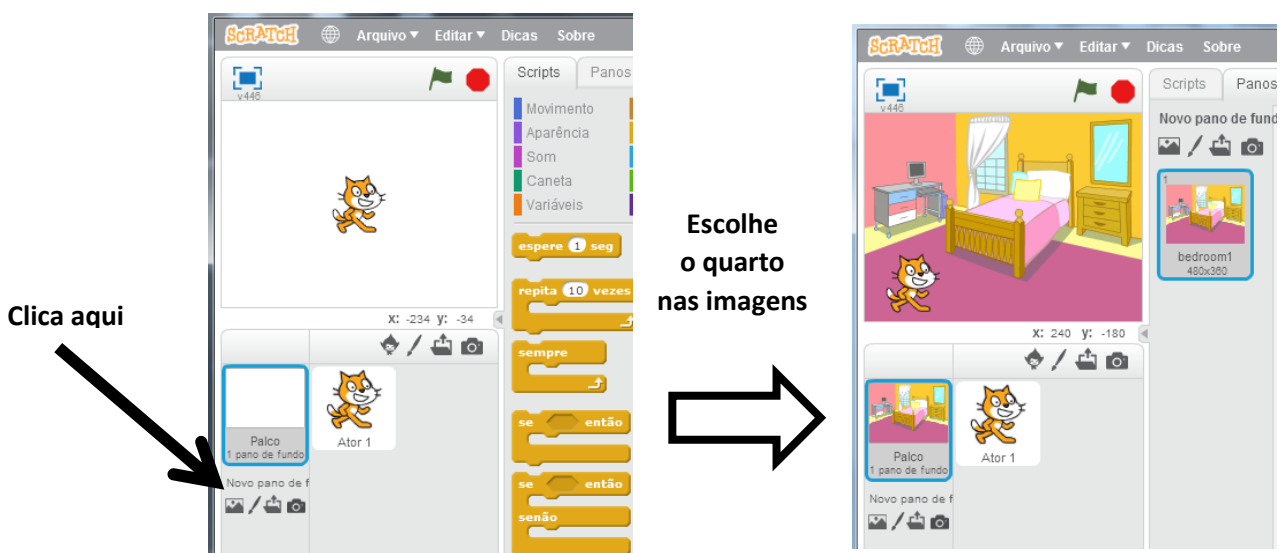 SCRATCH Arquivo▼ Editar▼ Dicas Sobre
v446
Scripts Panos
Movimento
Aparência
Som
Caneta
Variáveis
espere 1 seg
repita 10 vezes
sempre
se então
se então
senão
x: -234 y: -34
Palco
1 pano de fundo
Ator 1
Novo pano de f
Clica aqui
Escolhe
o quarto
nas imagens
SCRATCH Arquivo▼ Editar▼ Dicas Sobre
v446
Scripts Panos
Novo pano de fund
1
bedroom1
480x360
x: 240 y: -180
Palco
1 pano de fundo
Ator 1
Novo pano de f